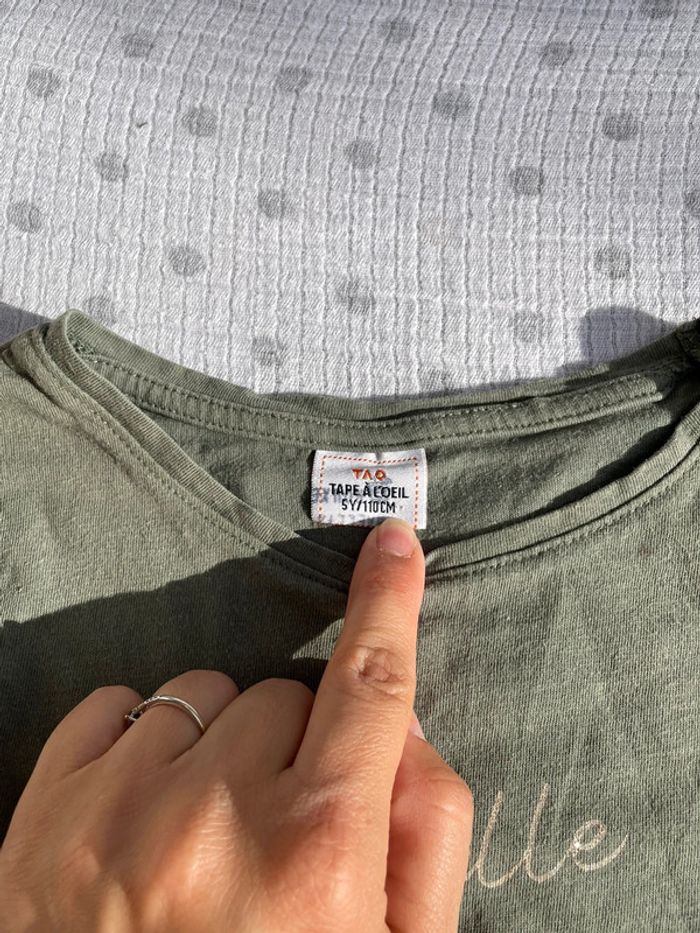 TAO
TAPE À L'OEIL
5Y/110CM
lle